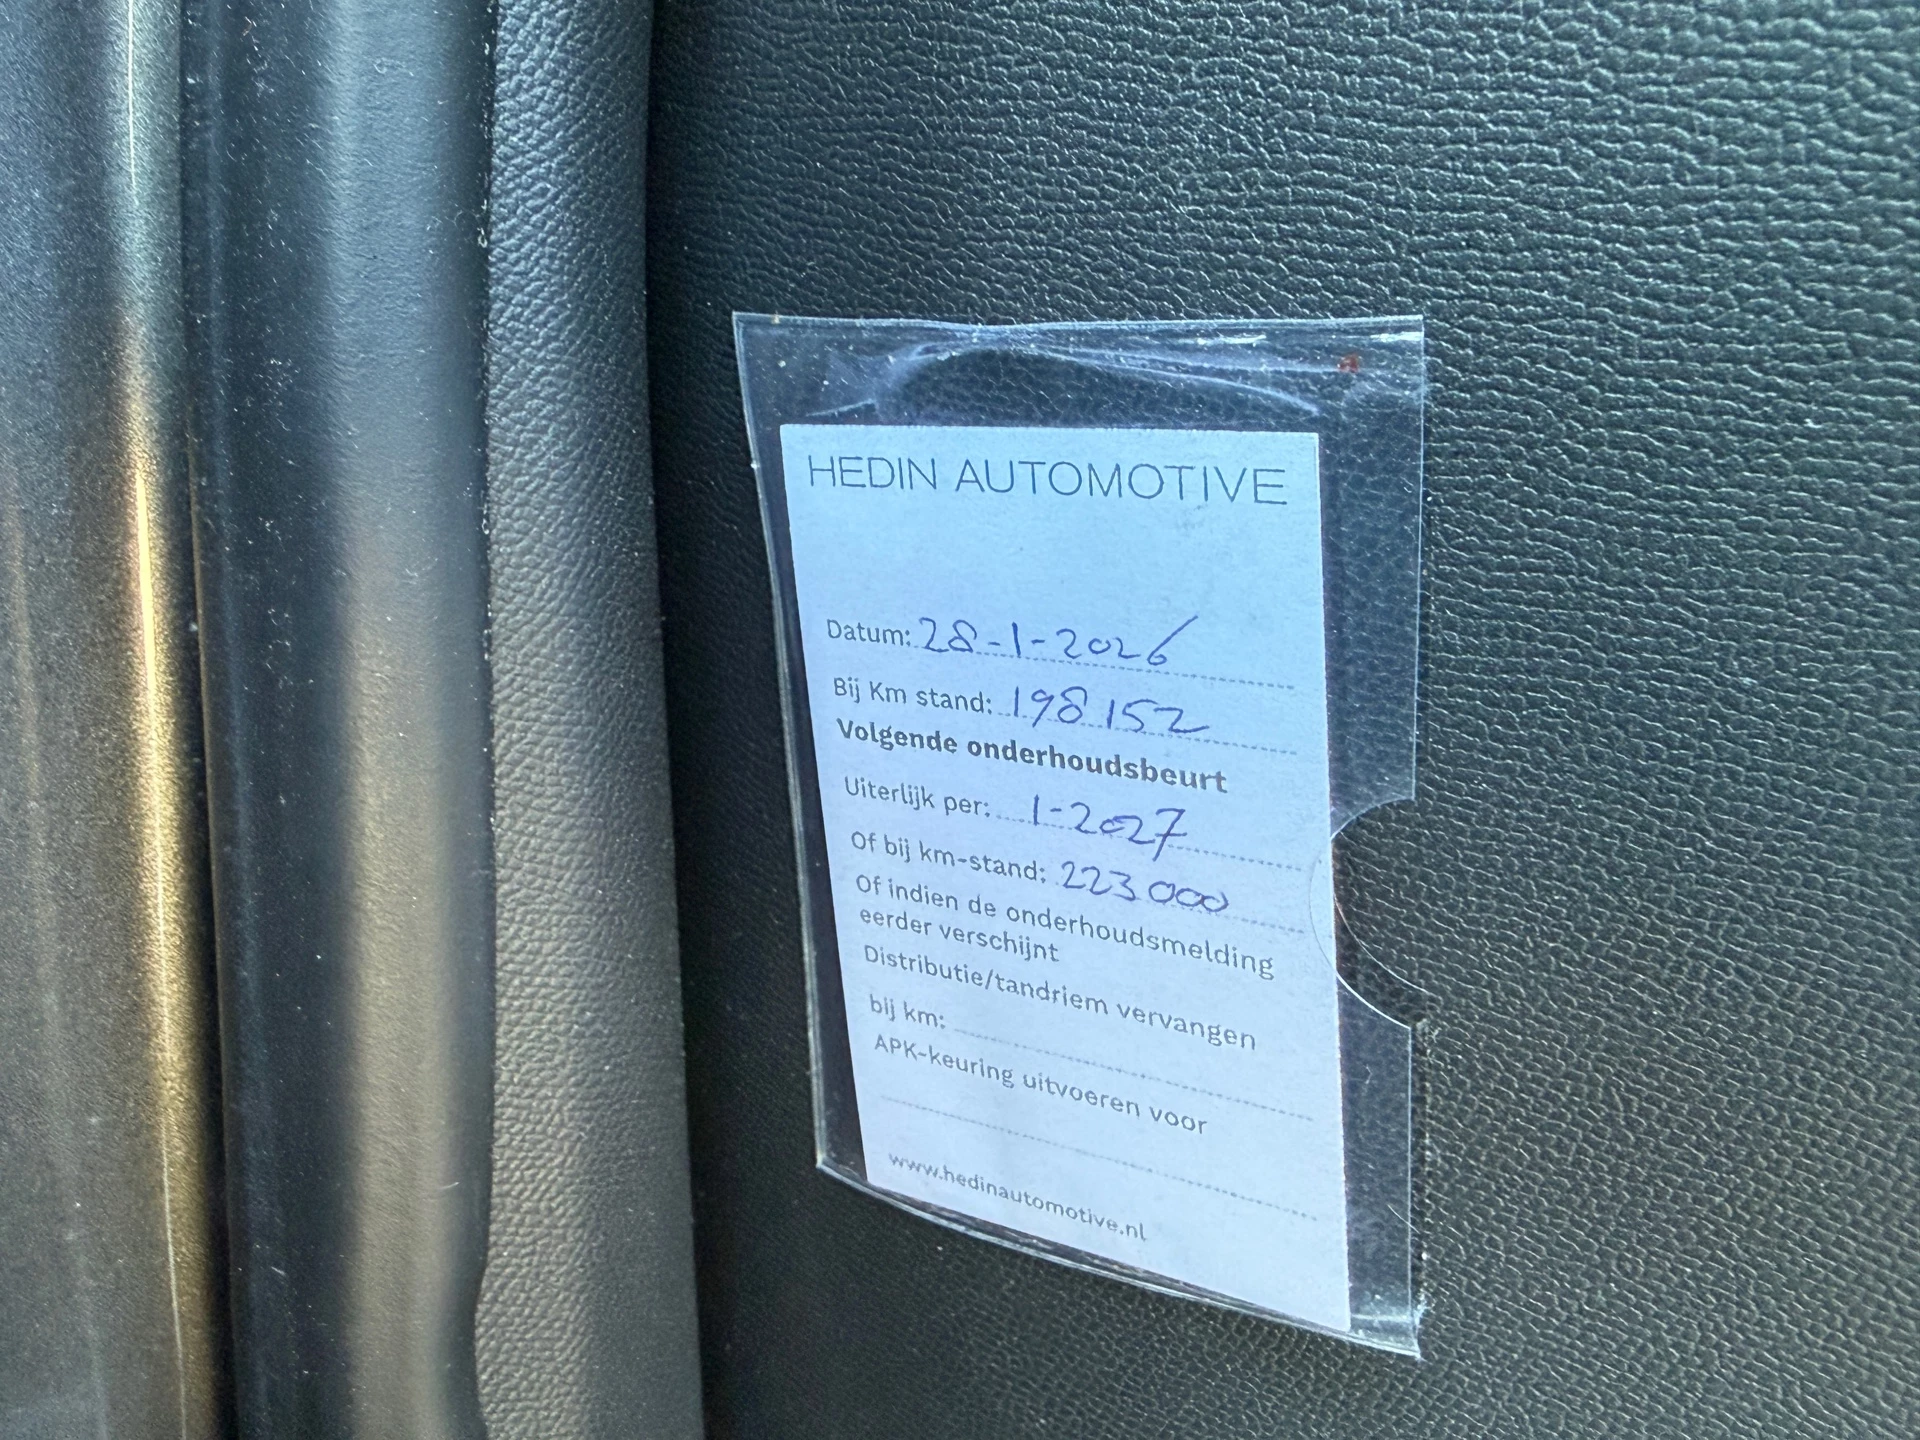 HEDIN AUTOMOTIVE
Datum: 28-1-2026
Bij Km stand: 198 152
Volgende onderhoudsbeurt
Uiterlijk per: 1-2027
Of bij km-stand: 223 000
Of indien de onderhoudsmelding
eerder verschijnt
Distributie/tandriem vervangen
bij km:
APK-keuring uitvoeren voor
www.hedinautomotive.nl